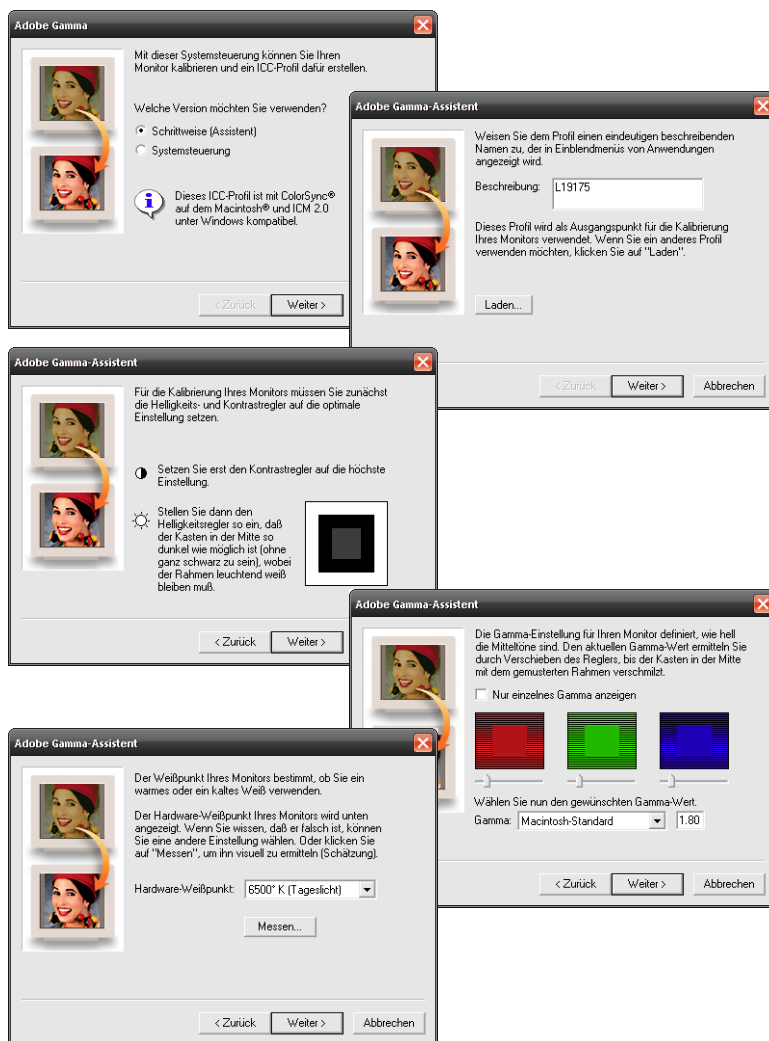 Adobe Gamma
Mit dieser Systemsteuerung können Sie Ihren
Monitor kalibrieren und ein ICC-Profil dafür erstellen.
Welche Version möchten Sie verwenden?
Schrittweise (Assistent)
Systemsteuerung
Dieses ICC-Profil ist mit ColorSync®
auf dem Macintosh® und ICM 2.0
unter Windows kompatibel.
< Zurück
Weiter >
Adobe Gamma-Assistent
Weisen Sie dem Profil einen eindeutigen beschreibenden
Namen zu, der in Einblendmenüs von Anwendungen
angezeigt wird.
Beschreibung:
L19175
Dieses Profil wird als Ausgangspunkt für die Kalibrierung
Ihres Monitors verwendet. Wenn Sie ein anderes Profil
verwenden möchten, klicken Sie auf "Laden".
Laden...
< Zurück
Weiter >
Abbrechen
Adobe Gamma-Assistent
Für die Kalibrierung Ihres Monitors müssen Sie zunächst
die Helligkeits- und Kontrastregler auf die optimale
Einstellung setzen.
Setzen Sie erst den Kontrastregler auf die höchste
Einstellung.
Stellen Sie dann den
Helligkeitsregler so ein, daß
der Kasten in der Mitte so
dunkel wie möglich ist (ohne
ganz schwarz zu sein), wobei
der Rahmen leuchtend weiß
bleiben muß.
< Zurück
Weiter >
Adobe Gamma-Assistent
Die Gamma-Einstellung für Ihren Monitor definiert, wie hell
die Mitteltöne sind. Den aktuellen Gamma-Wert ermitteln Sie
durch Verschieben des Reglers, bis der Kasten in der Mitte
mit dem gemusterten Rahmen verschmilzt.
Nur einzelnes Gamma anzeigen
Wählen Sie nun den gewünschten Gamma-Wert.
Gamma:
Macintosh-Standard
1.80
< Zurück
Weiter >
Abbrechen
Adobe Gamma-Assistent
Der Weißpunkt Ihres Monitors bestimmt, ob Sie ein
warmes oder ein kaltes Weiß verwenden.
Der Hardware-Weißpunkt Ihres Monitors wird unten
angezeigt. Wenn Sie wissen, daß er falsch ist, können
Sie eine andere Einstellung wählen. Oder klicken Sie
auf "Messen", um ihn visuell zu ermitteln (Schätzung).
Hardware-Weißpunkt:
6500° K (Tageslicht)
Messen...
< Zurück
Weiter >
Abbrechen